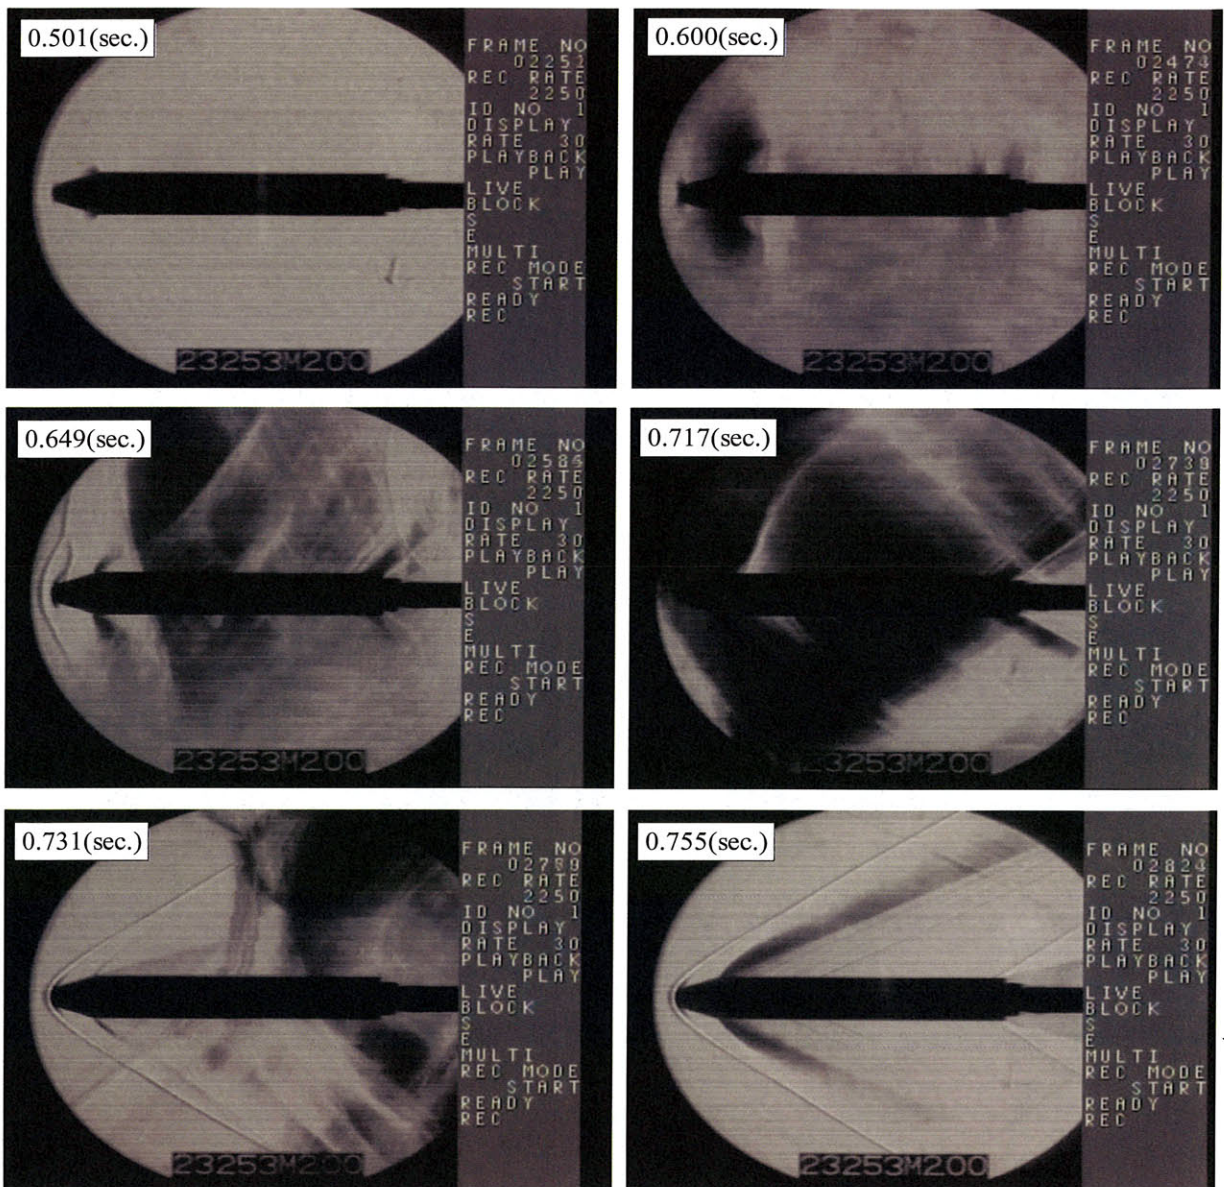 0.501(sec.)
FRAME NO
02251
REC RATE
2250
ID NO 1
DISPLAY
RATE 30
PLAYBACK
PLAY
LIVE
BLOCK
S
E
MULTI
REC MODE
START
READY
REC
23253M200
0.600(sec.)
FRAME NO
02474
REC RATE
2250
ID NO 1
DISPLAY
RATE 30
PLAYBACK
PLAY
LIVE
BLOCK
S
E
MULTI
REC MODE
START
READY
REC
23253M200
0.649(sec.)
FRAME NO
REC RATE
2250
ID NO 1
DISPLAY
RATE 30
PLAYBACK
PLAY
LIVE
BLOCK
S
E
MULTI
REC MODE
START
READY
REC
23253M200
0.717(sec.)
FRAME NO
REC RATE
2250
ID NO 1
DISPLAY
RATE 30
PLAYBACK
PLAY
LIVE
BLOCK
S
E
MULTI
REC MODE
START
READY
REC
23253M200
0.731(sec.)
FRAME NO
REC RATE
2250
ID NO 1
DISPLAY
RATE 30
PLAYBACK
PLAY
LIVE
BLOCK
S
E
MULTI
REC MODE
START
READY
REC
23253M200
0.755(sec.)
FRAME NO
02824
REC RATE
2250
ID NO 1
DISPLAY
RATE 30
PLAYBACK
PLAY
LIVE
BLOCK
S
E
MULTI
REC MODE
START
READY
REC
23253M200